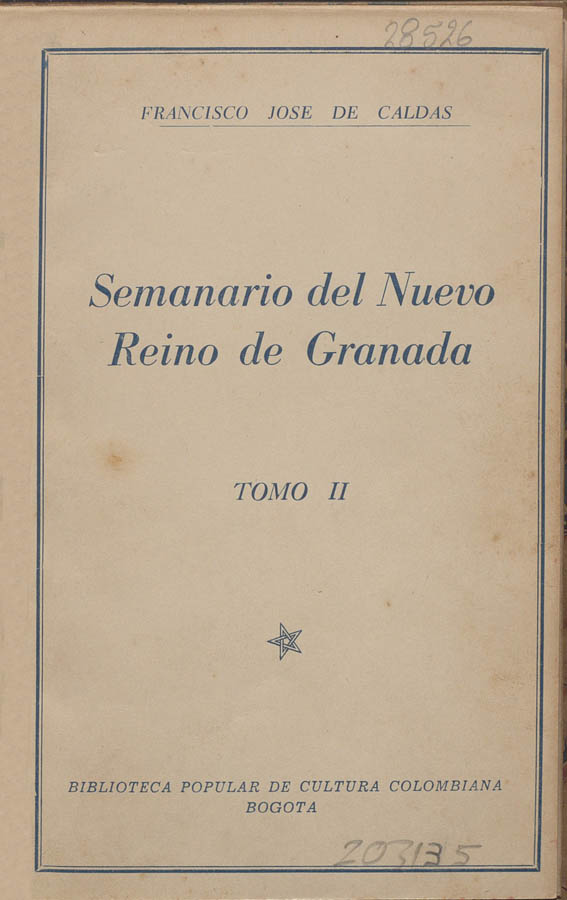 28526
FRANCISCO JOSE DE CALDAS
Semanario del Nuevo
Reino de Granada
TOMO II
BIBLIOTECA POPULAR DE CULTURA COLOMBIANA
BOGOTA
203135